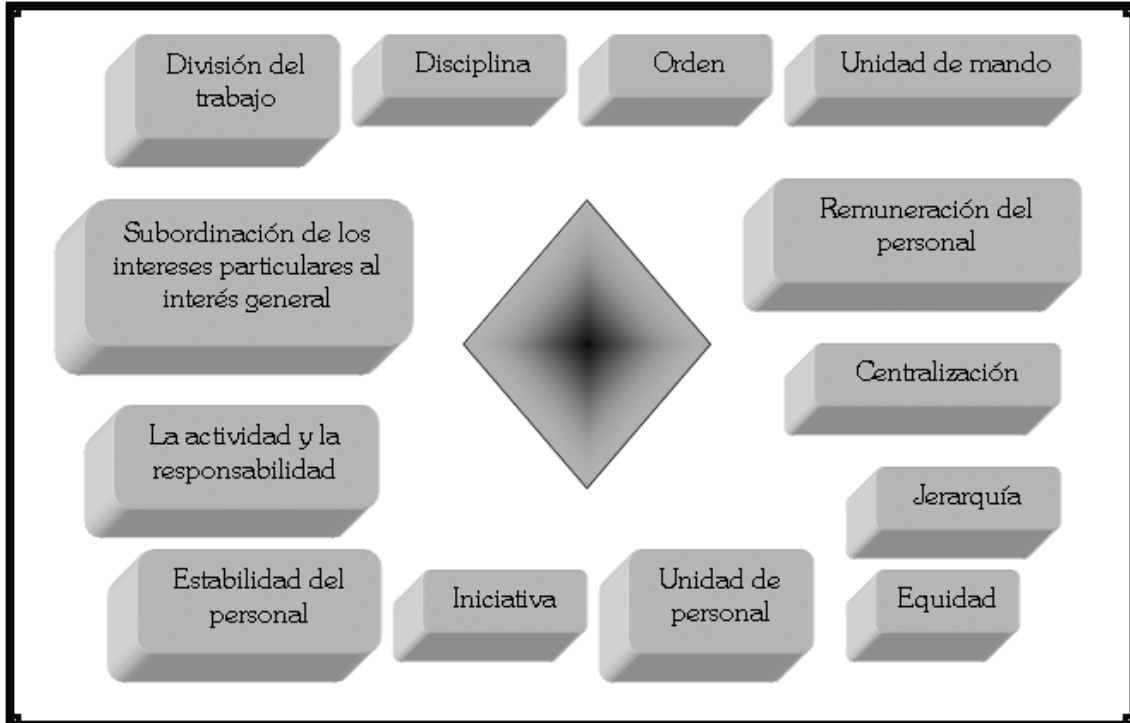 División del
trabajo
Disciplina
Orden
Unidad de mando
Subordinación de los
intereses particulares al
interés general
Remuneración del
personal
Centralización
La actividad y la
responsabilidad
Jerarquía
Estabilidad del
personal
Iniciativa
Unidad de
personal
Equidad